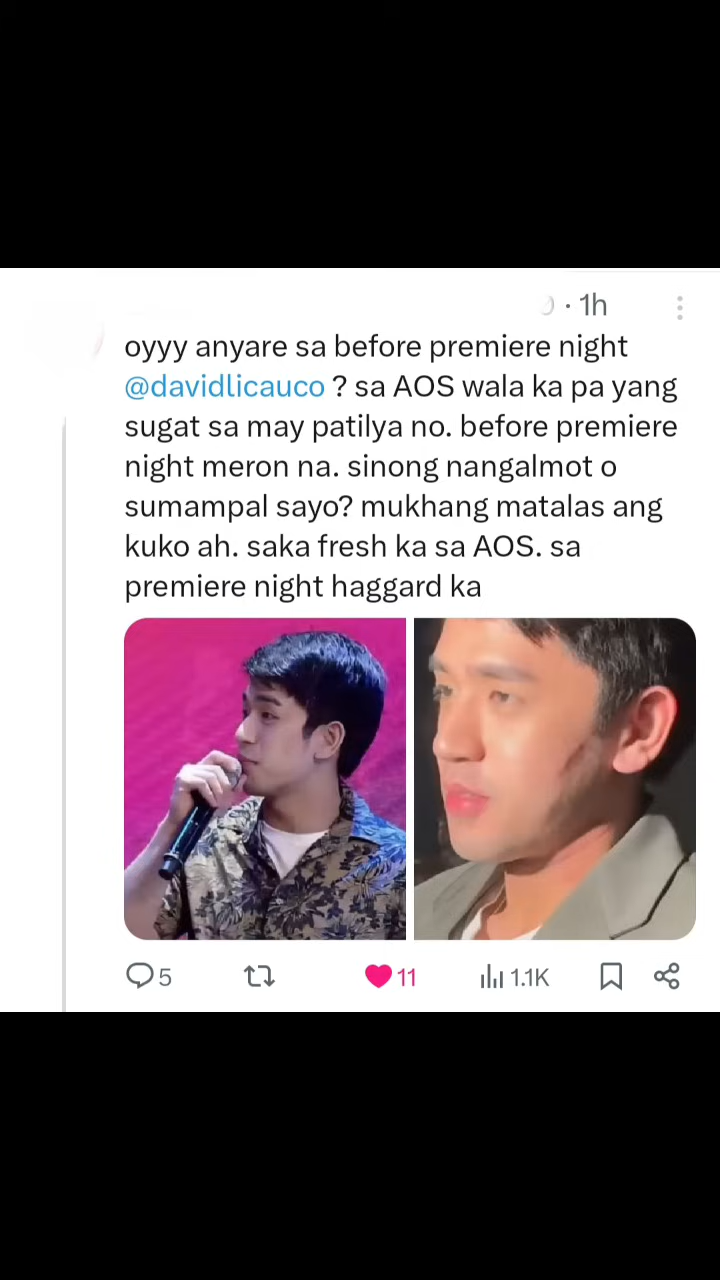 · 1h
oyyy anyare sa before premiere night
@davidlicauco ? sa AOS wala ka pa yang
sugat sa may patilya no. before premiere
night meron na. sinong nangalmot o
sumampal sayo? mukhang matalas ang
kuko ah. saka fresh ka sa AOS. sa
premiere night haggard ka
5
11
1.1K